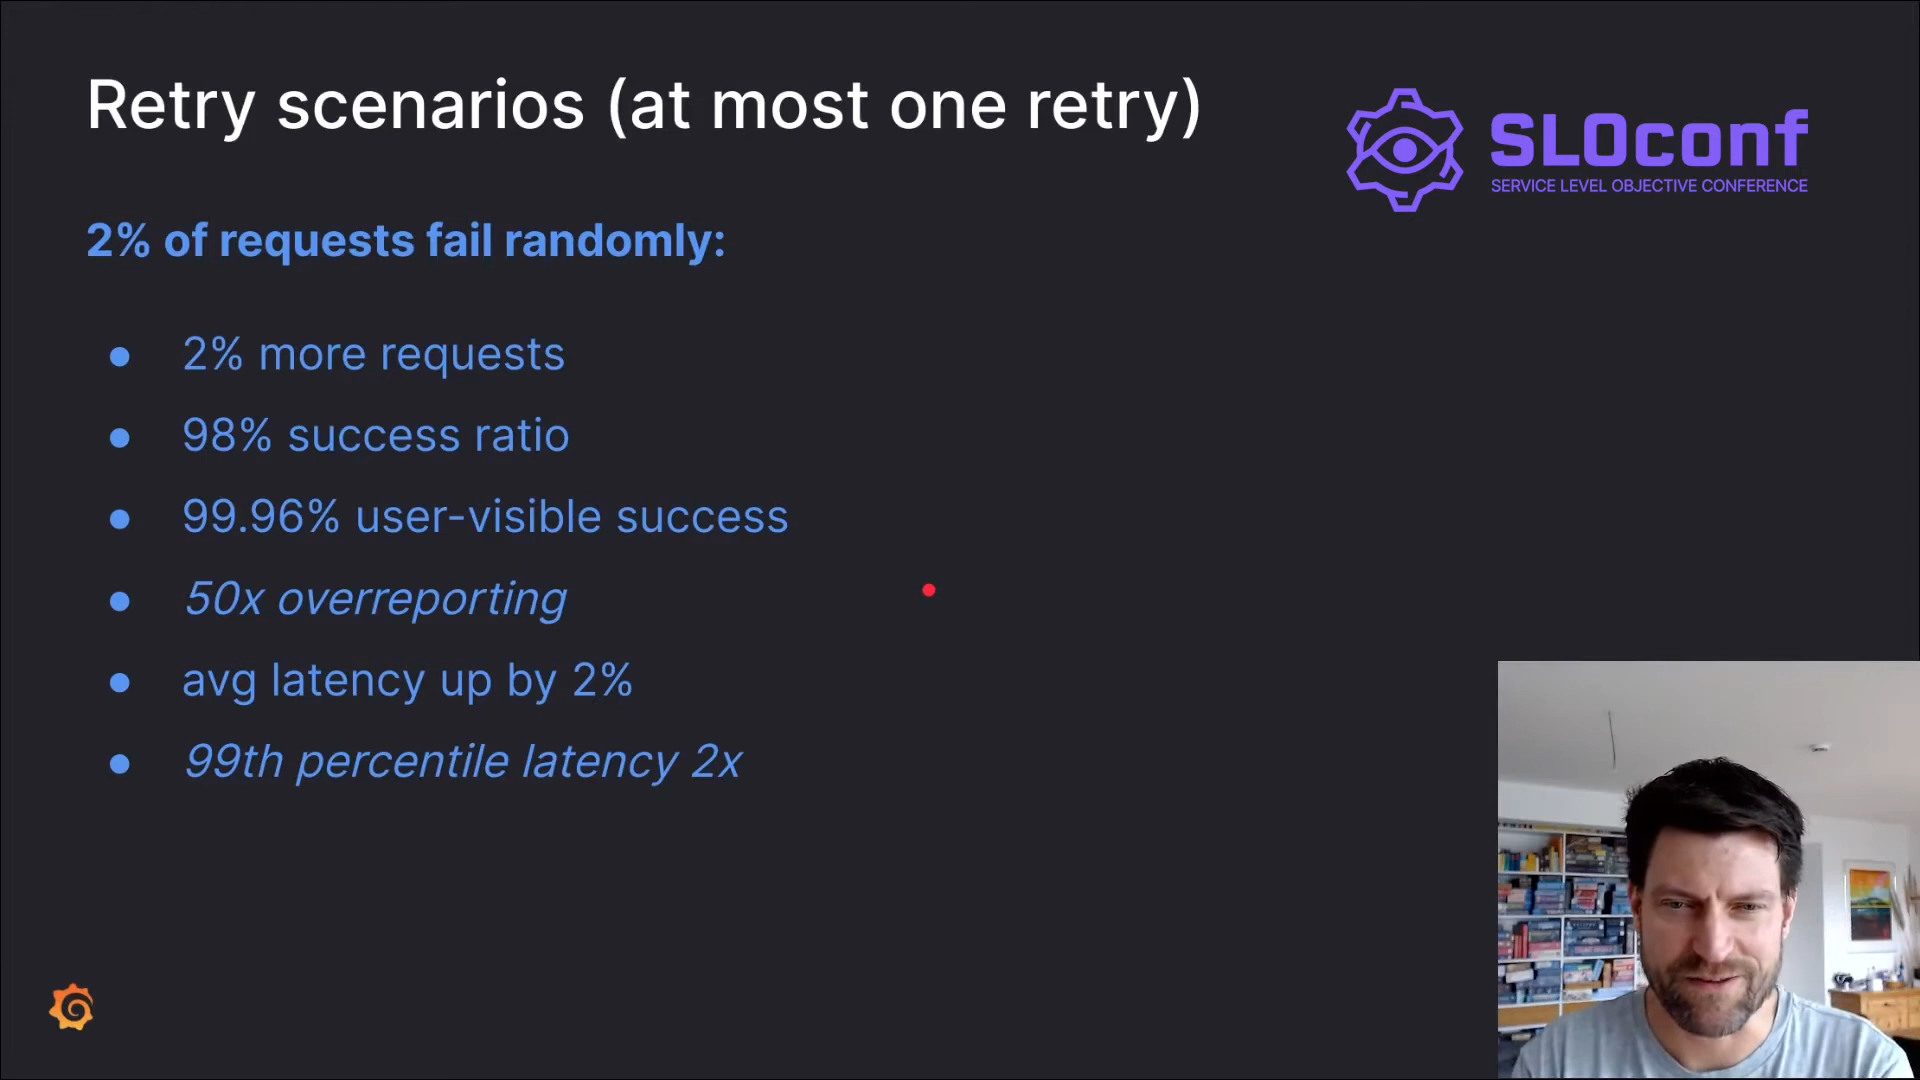 Retry scenarios (at most one retry)
SLOconf
SERVICE LEVEL OBJECTIVE CONFERENCE
2% of requests fail randomly:
● 2% more requests
● 98% success ratio
● 99.96% user-visible success
● 50x overreporting
● avg latency up by 2%
● 99th percentile latency 2x